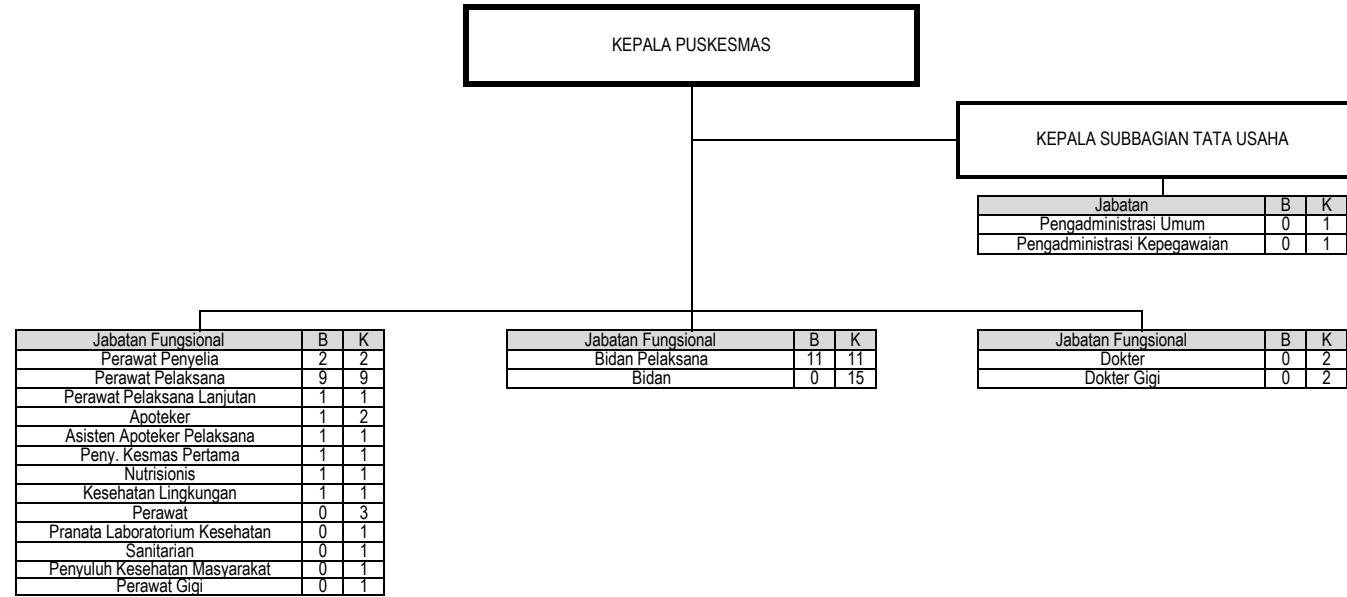 KEPALA PUSKESMAS
KEPALA SUBBAGIAN TATA USAHA
Jabatan B K
Pengadministrasi Umum 0 1
Pengadministrasi Kepegawaian 0 1
Jabatan Fungsional B K
Perawat Penyelia 2 2
Perawat Pelaksana 9 9
Perawat Pelaksana Lanjutan 1 1
Apoteker 1 2
Asisten Apoteker Pelaksana 1 1
Peny. Kesmas Pertama 1 1
Nutrisionis 1 1
Kesehatan Lingkungan 1 1
Perawat 0 3
Pranata Laboratorium Kesehatan 0 1
Sanitarian 0 1
Penyuluh Kesehatan Masyarakat 0 1
Perawat Gigi 0 1
Jabatan Fungsional B K
Bidan Pelaksana 11 11
Bidan 0 15
Jabatan Fungsional B K
Dokter 0 2
Dokter Gigi 0 2